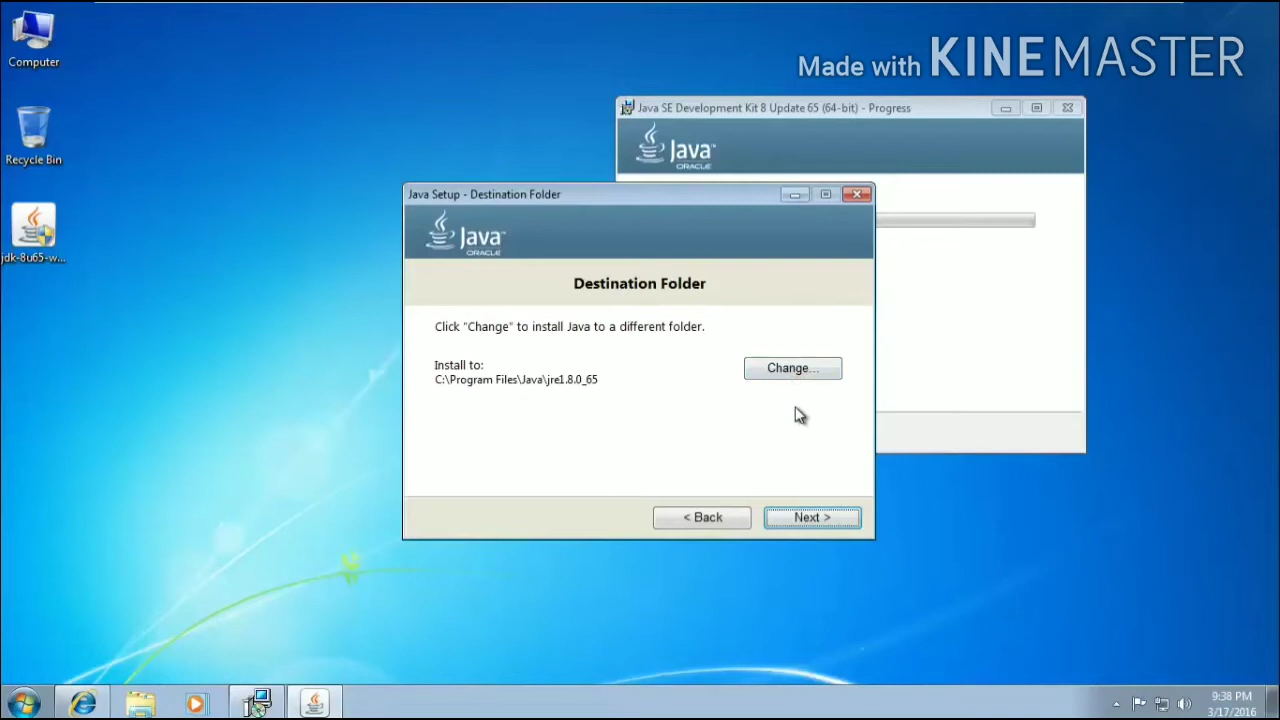 Computer
Made with KINEMASTER
Java SE Development Kit 8 Update 65 (64-bit) - Progress
Java™
ORACLE
Recycle Bin
Java Setup - Destination Folder
Java™
ORACLE
jdk-8u65-w...
Destination Folder
Click "Change" to install Java to a different folder.
Install to:
C:\Program Files\Java\jre1.8.0_65
Change...
< Back
Next >
9:38 PM
3/17/2016